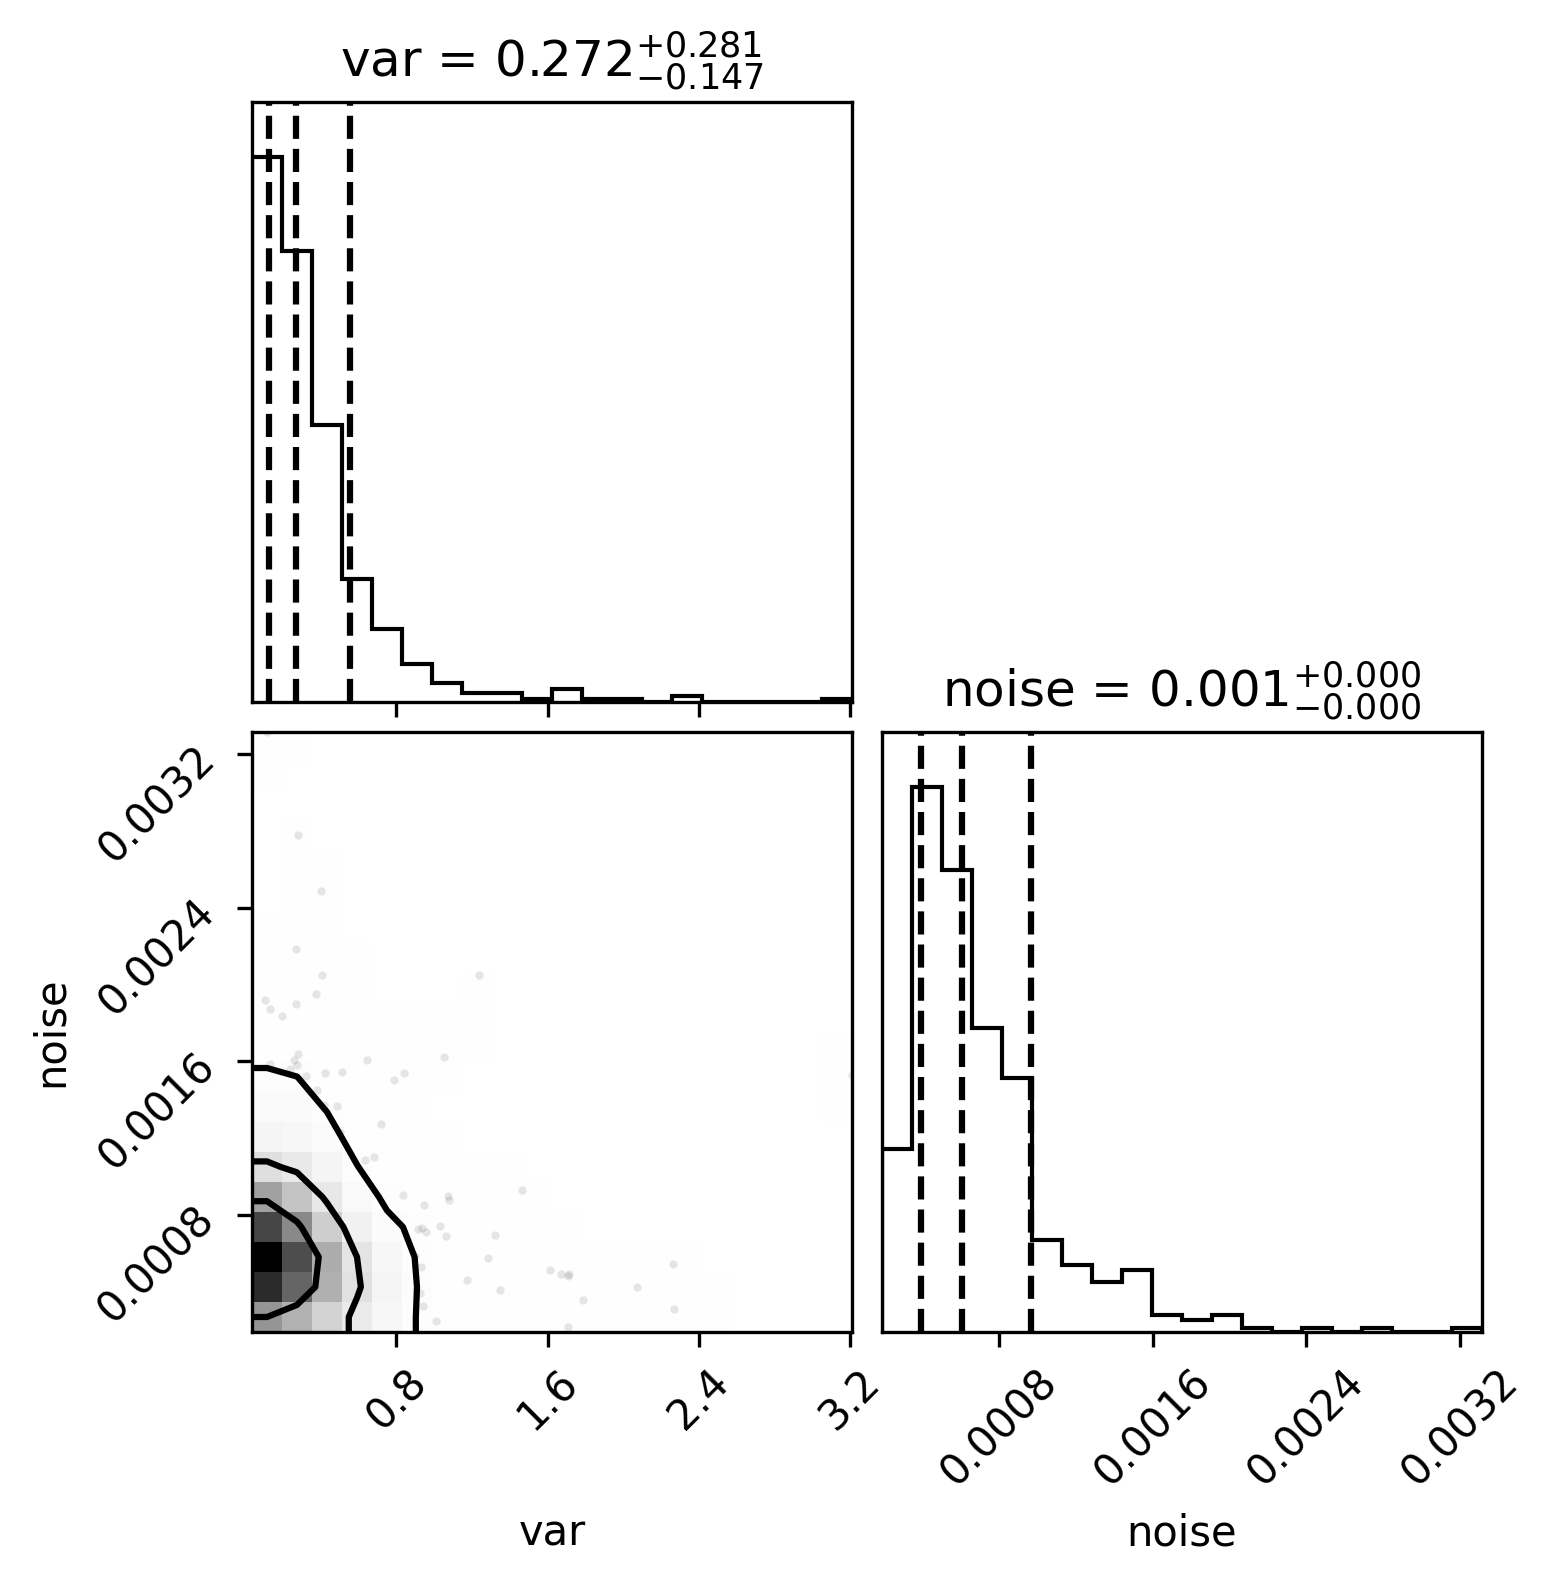 var = 0.272+0.281−0.147
noise = 0.001+0.000−0.000
noise
0.0032
0.0024
0.0016
0.0008
0.8 1.6 2.4 3.2
0.0008 0.0016 0.0024 0.0032
var
noise